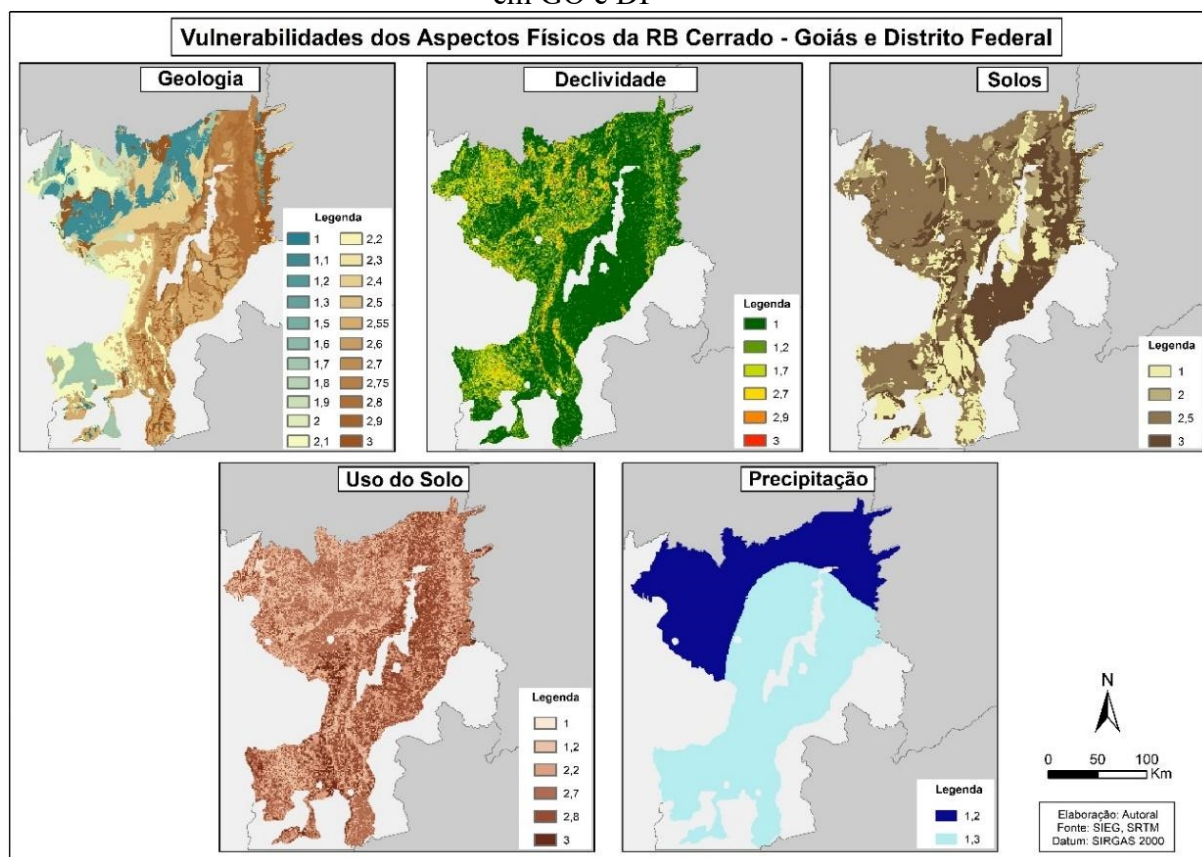 em GO e DF
Vulnerabilidades dos Aspectos Físicos da RB Cerrado - Goiás e Distrito Federal
Geologia
Legenda
1
1,1
1,2
1,3
1,5
1,6
1,7
1,8
1,9
2
2,1
2,2
2,3
2,4
2,5
2,55
2,6
2,7
2,75
2,8
2,9
3
Declividade
Legenda
1
1,2
1,7
2,7
2,9
3
Solos
Legenda
1
2
2,5
3
Uso do Solo
Legenda
1
1,2
2,2
2,7
2,8
3
Precipitação
Legenda
1,2
1,3
N
0 50 100
Km
Elaboração: Autoral
Fonte: SIEG, SRTM
Datum: SIRGAS 2000